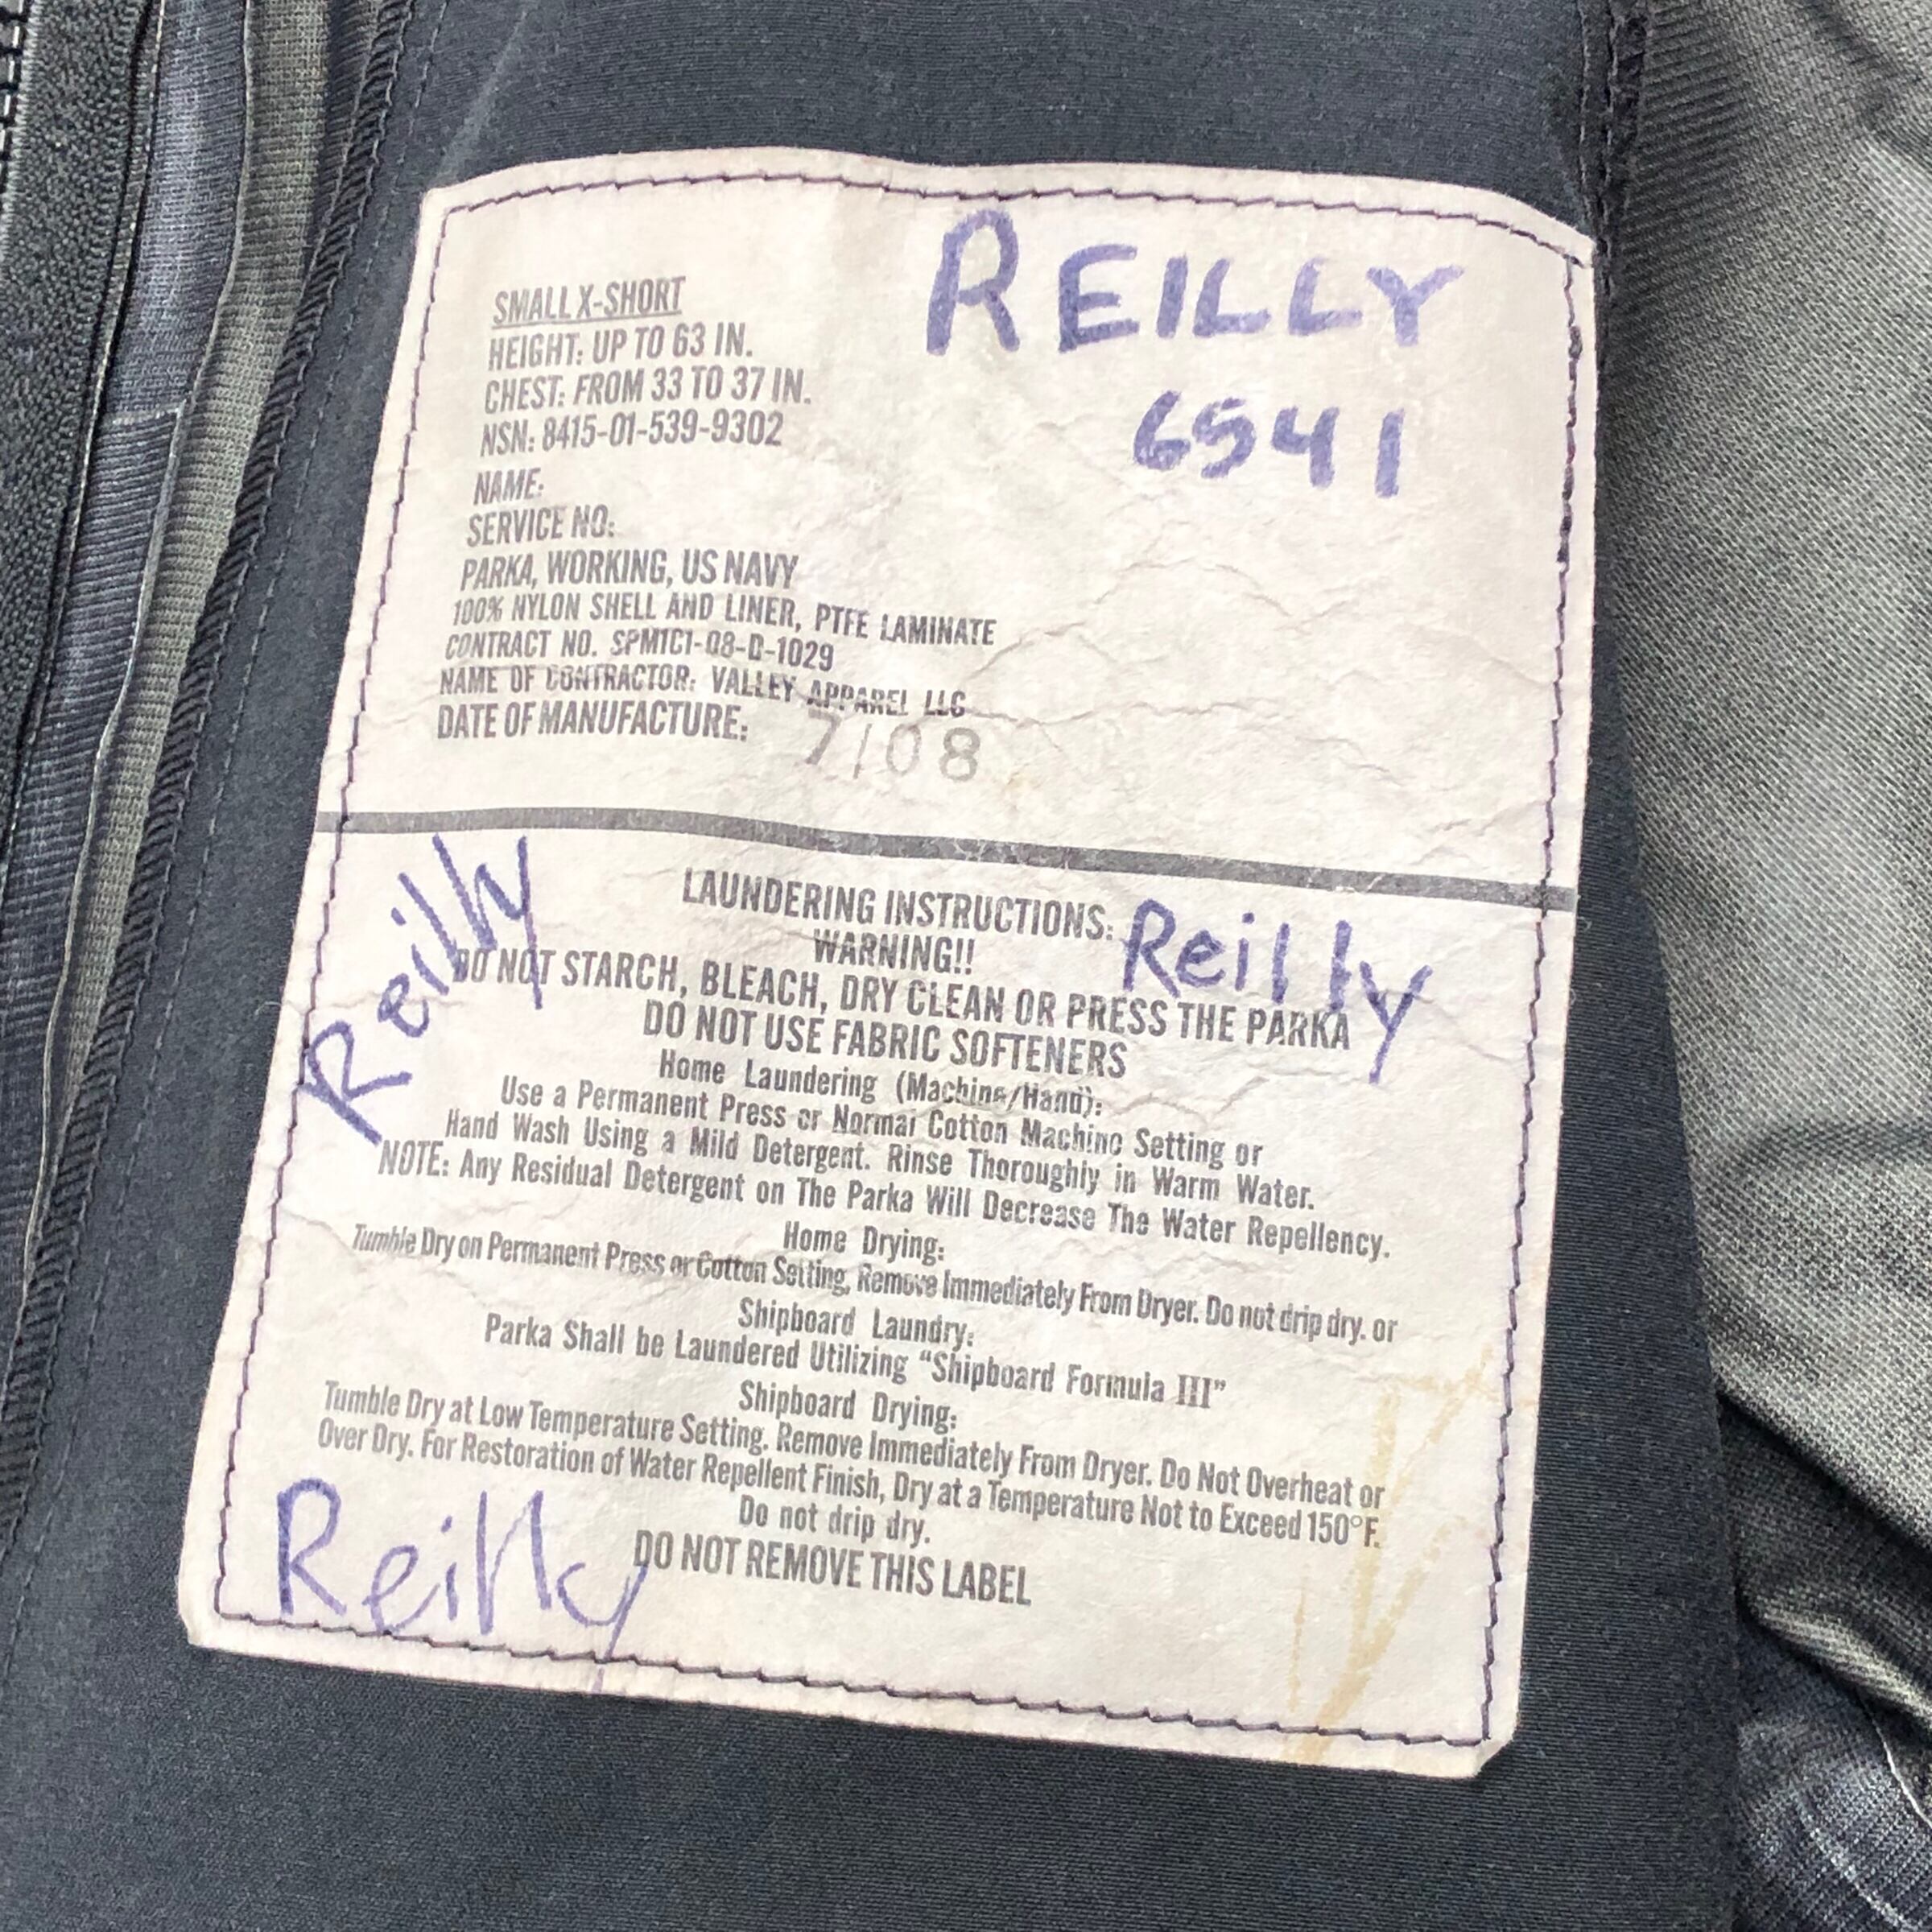 REILLY
6541
SMALL X-SHORT
HEIGHT: UP TO 63 IN.
CHEST: FROM 33 TO 37 IN.
NSN: 8415-01-539-9302
NAME:
SERVICE NO:
PARKA, WORKING, US NAVY
100% NYLON SHELL AND LINER, PTFE LAMINATE
CONTRACT NO. SPM1C1-08-D-1029
NAME OF CONTRACTOR: VALLEY APPAREL LLC
DATE OF MANUFACTURE: 7/08
Reilly
LAUNDERING INSTRUCTIONS: Reilly
WARNING!!
DO NOT STARCH, BLEACH, DRY CLEAN OR PRESS THE PARKA
DO NOT USE FABRIC SOFTENERS
Home Laundering (Machine/Hand):
Use a Permanent Press or Normal Cotton Machine Setting or
Hand Wash Using a Mild Detergent. Rinse Thoroughly in Warm Water.
NOTE: Any Residual Detergent on The Parka Will Decrease The Water Repellency.
Home Drying:
Tumble Dry on Permanent Press or Cotton Setting, Remove Immediately From Dryer. Do not drip dry. or
Shipboard Laundry:
Parka Shall be Laundered Utilizing "Shipboard Formula III"
Shipboard Drying:
Tumble Dry at Low Temperature Setting. Remove Immediately From Dryer. Do Not Overheat or
Over Dry. For Restoration of Water Repellent Finish, Dry at a Temperature Not to Exceed 150°F.
Do not drip dry.
DO NOT REMOVE THIS LABEL
Reilly